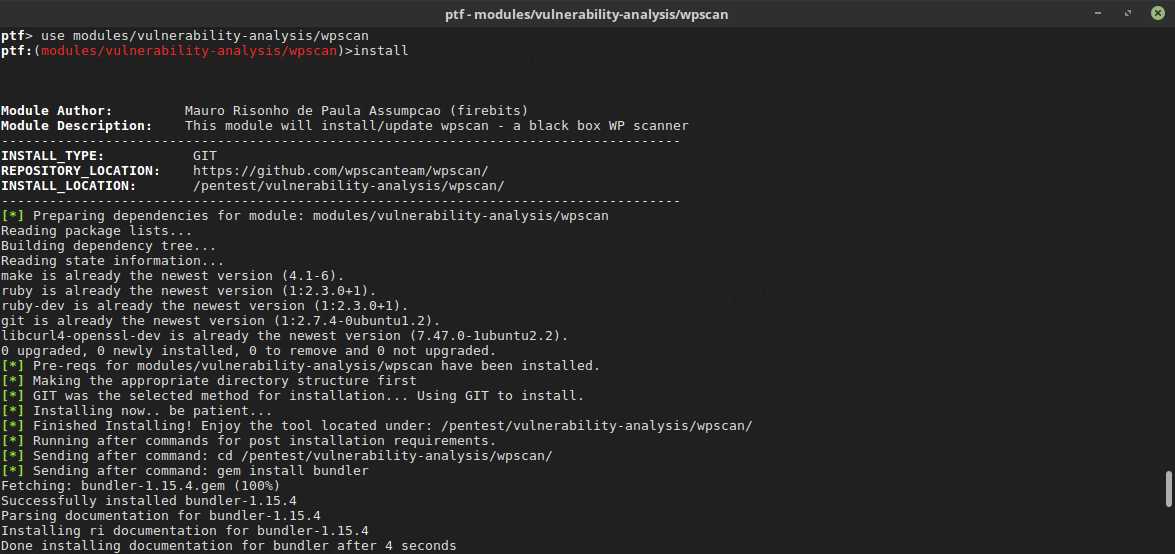 ptf - modules/vulnerability-analysis/wpscan
ptf> use modules/vulnerability-analysis/wpscan
ptf:(modules/vulnerability-analysis/wpscan)>install
Module Author: Mauro Risonho de Paula Assumpcao (firebits)
Module Description: This module will install/update wpscan - a black box WP scanner
-------------------------------------------------------------------------------------
INSTALL_TYPE: GIT
REPOSITORY_LOCATION: https://github.com/wpscanteam/wpscan/
INSTALL_LOCATION: /pentest/vulnerability-analysis/wpscan/
-------------------------------------------------------------------------------------
[*] Preparing dependencies for module: modules/vulnerability-analysis/wpscan
Reading package lists...
Building dependency tree...
Reading state information...
make is already the newest version (4.1-6).
ruby is already the newest version (1:2.3.0+1).
ruby-dev is already the newest version (1:2.3.0+1).
git is already the newest version (1:2.7.4-0ubuntu1.2).
libcurl4-openssl-dev is already the newest version (7.47.0-1ubuntu2.2).
0 upgraded, 0 newly installed, 0 to remove and 0 not upgraded.
[*] Pre-reqs for modules/vulnerability-analysis/wpscan have been installed.
[*] Making the appropriate directory structure first
[*] GIT was the selected method for installation... Using GIT to install.
[*] Installing now.. be patient...
[*] Finished Installing! Enjoy the tool located under: /pentest/vulnerability-analysis/wpscan/
[*] Running after commands for post installation requirements.
[*] Sending after command: cd /pentest/vulnerability-analysis/wpscan/
[*] Sending after command: gem install bundler
Fetching: bundler-1.15.4.gem (100%)
Successfully installed bundler-1.15.4
Parsing documentation for bundler-1.15.4
Installing ri documentation for bundler-1.15.4
Done installing documentation for bundler after 4 seconds